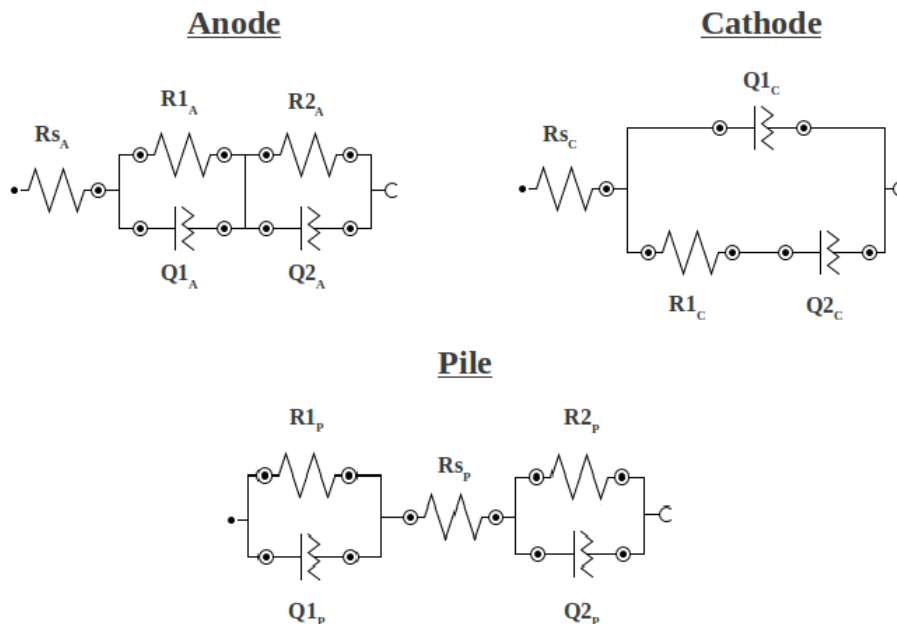 Anode
Cathode
R1A
R2A
Q1C
RsA
RsC
Q1A
Q2A
R1C
Q2C
Pile
R1P
R2P
RsP
Q1P
Q2P